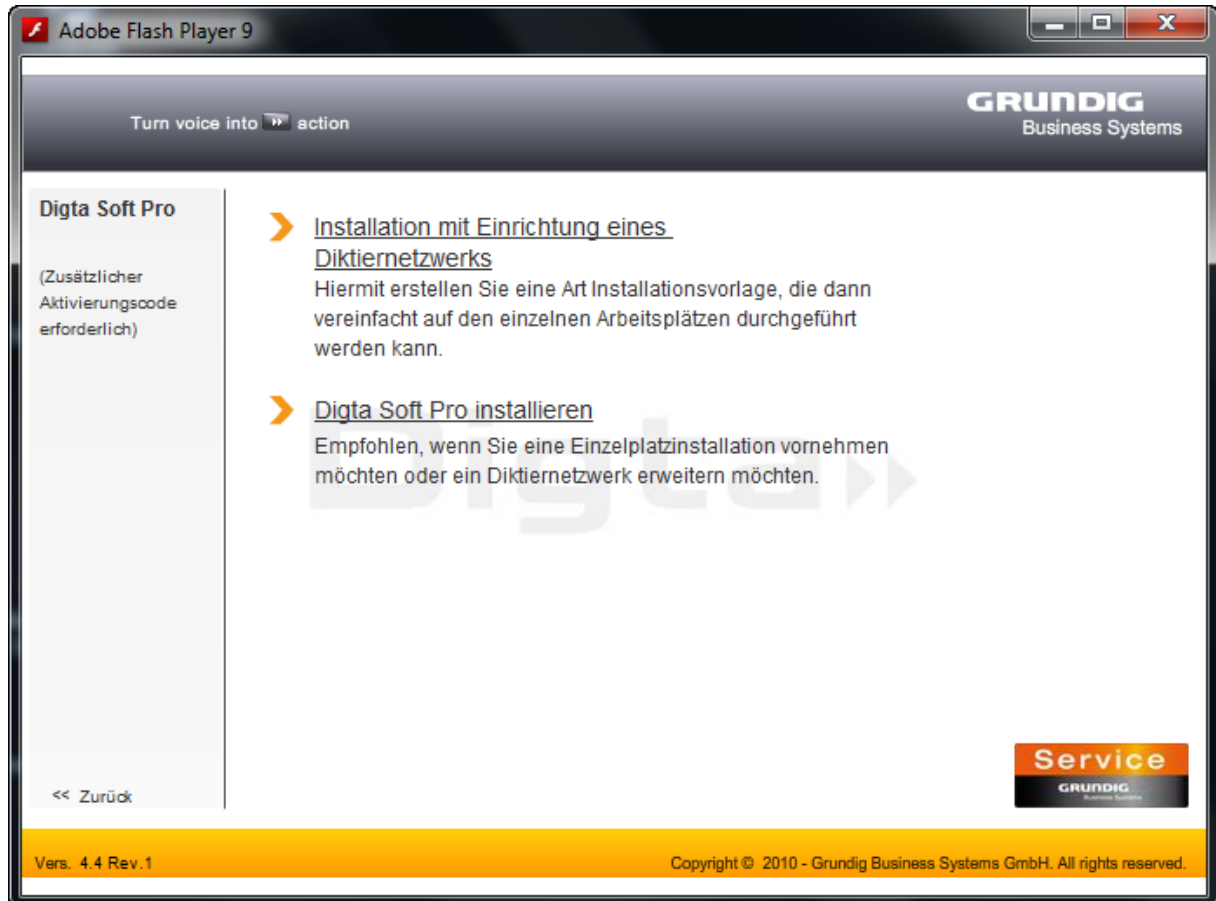 Adobe Flash Player 9
Turn voice into action
GRUNDIG
Business Systems
Digta Soft Pro
(Zusätzlicher
Aktivierungscode
erforderlich)
Installation mit Einrichtung eines
Diktiernetzwerks
Hiermit erstellen Sie eine Art Installationsvorlage, die dann
vereinfacht auf den einzelnen Arbeitsplätzen durchgeführt
werden kann.
Digta Soft Pro installieren
Empfohlen, wenn Sie eine Einzelplatzinstallation vornehmen
möchten oder ein Diktiernetzwerk erweitern möchten.
Digta
<< Zurück
Service
GRUNDIG
Business Systems
Vers. 4.4 Rev.1
Copyright © 2010 - Grundig Business Systems GmbH. All rights reserved.